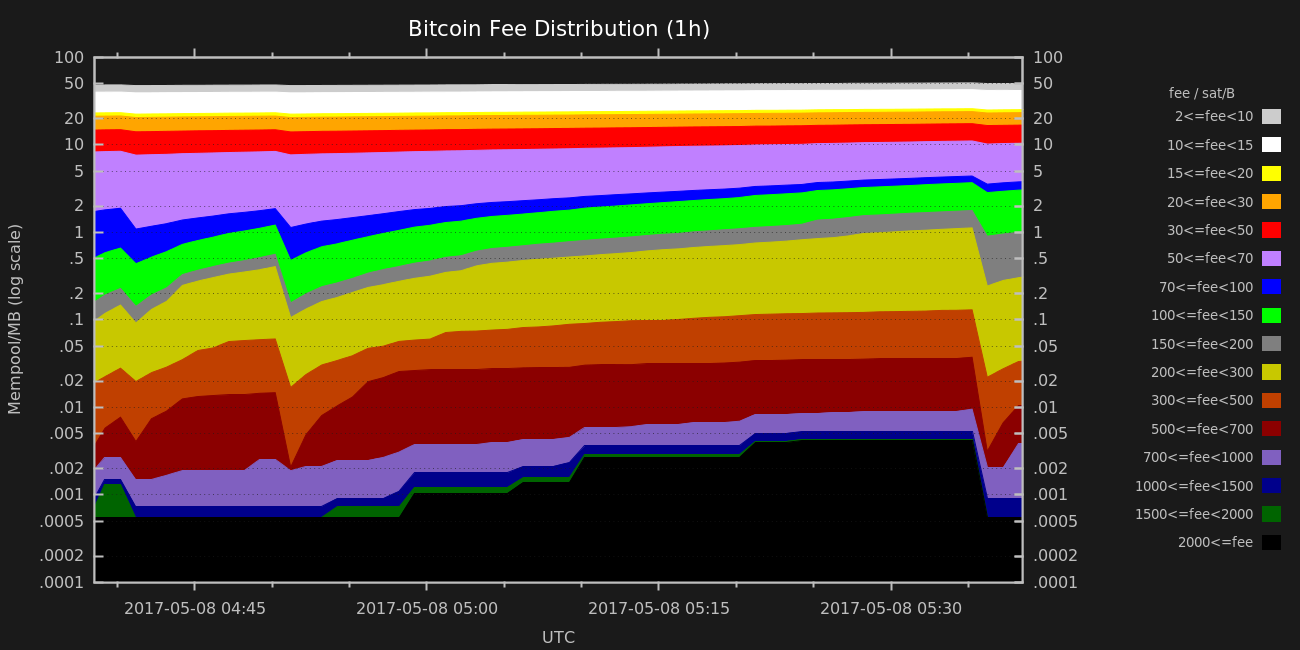 Bitcoin Fee Distribution (1h)
Mempool/MB (log scale)
100
50
20
10
5
2
1
.5
.2
.1
.05
.02
.01
.005
.002
.001
.0005
.0002
.0001
100
50
20
10
5
2
1
.5
.2
.1
.05
.02
.01
.005
.002
.001
.0005
.0002
.0001
2017-05-08 04:45 2017-05-08 05:00 2017-05-08 05:15 2017-05-08 05:30
UTC
fee / sat/B
2<=fee<10
10<=fee<15
15<=fee<20
20<=fee<30
30<=fee<50
50<=fee<70
70<=fee<100
100<=fee<150
150<=fee<200
200<=fee<300
300<=fee<500
500<=fee<700
700<=fee<1000
1000<=fee<1500
1500<=fee<2000
2000<=fee